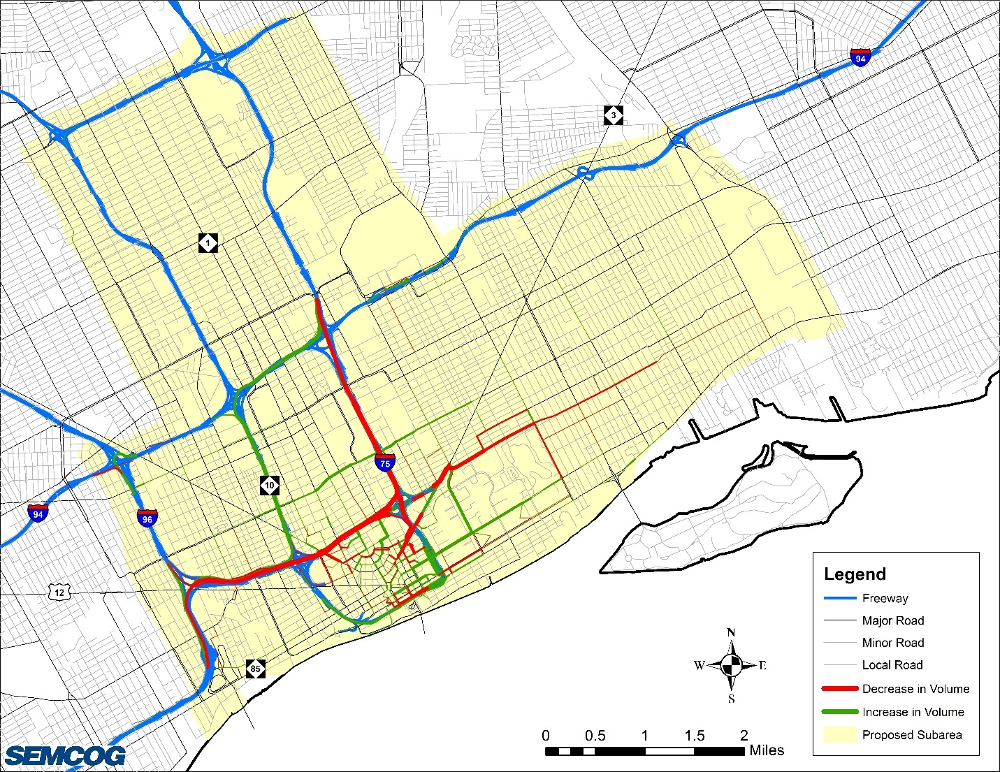 94
3
1
75
10
94
96
12
85
Legend
Freeway
Major Road
Minor Road
Local Road
Decrease in Volume
Increase in Volume
Proposed Subarea
N
W E
S
0 0.5 1 1.5 2
Miles
SEMCOG